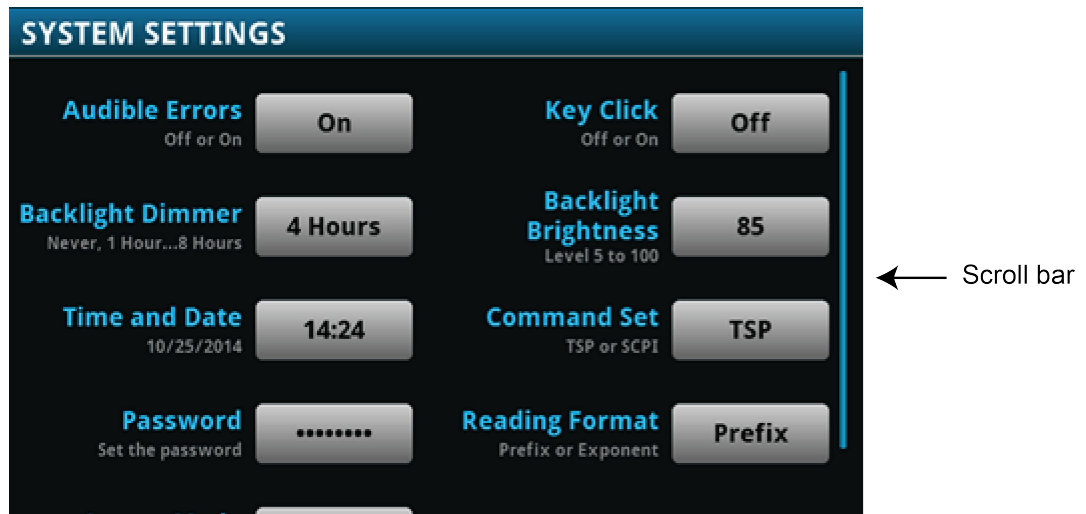 SYSTEM SETTINGS
Audible Errors
Off or On
On
Key Click
Off or On
Off
Backlight Dimmer
Never, 1 Hour...8 Hours
4 Hours
Backlight
Brightness
Level 5 to 100
85
Scroll bar
Time and Date
10/25/2014
14:24
Command Set
TSP or SCPI
TSP
Password
Set the password
••••••••
Reading Format
Prefix or Exponent
Prefix